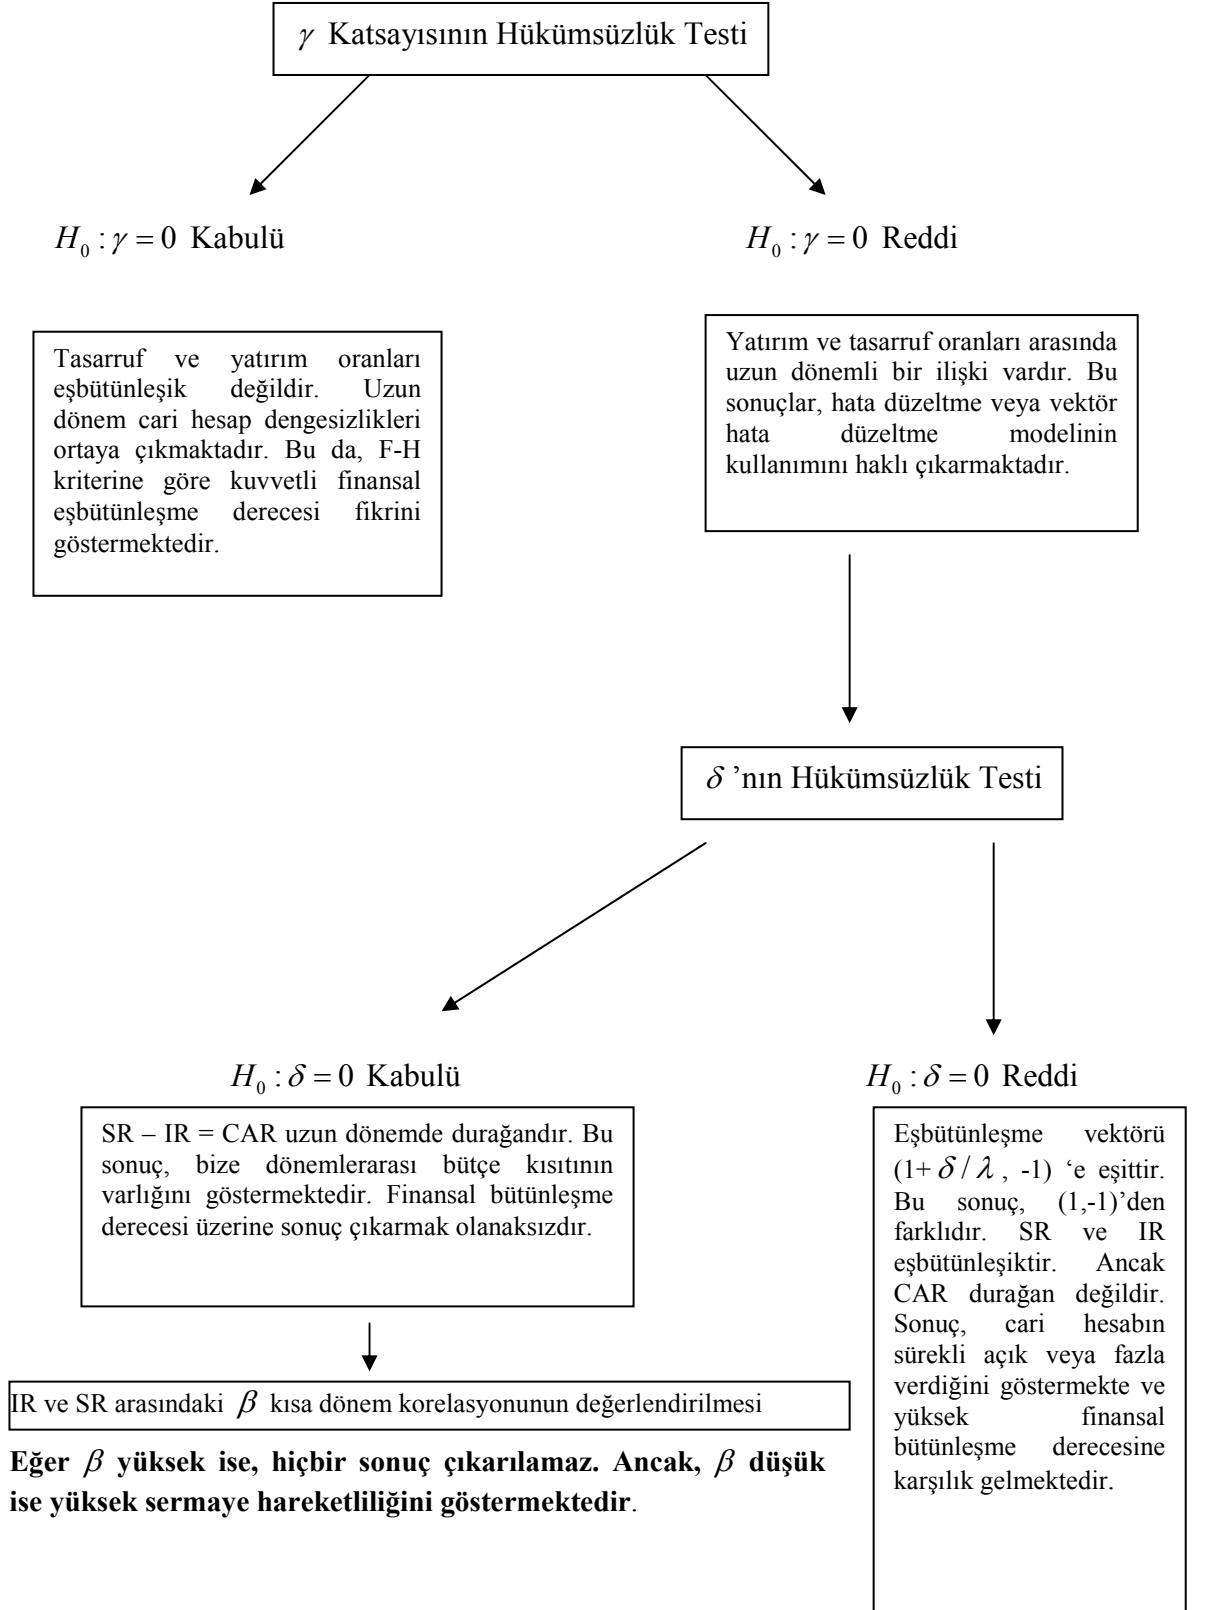 γ Katsayısının Hükümsüzlük Testi
H₀ : γ = 0 Kabulü
H₀ : γ = 0 Reddi
Tasarruf ve yatırım oranları
eşbütünleşik değildir. Uzun
dönem cari hesap dengesizlikleri
ortaya çıkmaktadır. Bu da, F-H
kriterine göre kuvvetli finansal
eşbütünleşme derecesi fikrini
göstermektedir.
Yatırım ve tasarruf oranları arasında
uzun dönemli bir ilişki vardır. Bu
sonuçlar, hata düzeltme veya vektör
hata düzeltme modelinin
kullanımını haklı çıkarmaktadır.
δ ’nın Hükümsüzlük Testi
H₀ : δ = 0 Kabulü
H₀ : δ = 0 Reddi
SR – IR = CAR uzun dönemde durağandır. Bu
sonuç, bize dönemlerarası bütçe kısıtının
varlığını göstermektedir. Finansal bütünleşme
derecesi üzerine sonuç çıkarmak olanaksızdır.
Eşbütünleşme vektörü
(1+ δ / λ , -1) ‘e eşittir.
Bu sonuç, (1,-1)’den
farklıdır. SR ve IR
eşbütünleşiktir. Ancak
CAR durağan değildir.
Sonuç, cari hesabın
sürekli açık veya fazla
verdiğini göstermekte ve
yüksek finansal
bütünleşme derecesine
karşılık gelmektedir.
IR ve SR arasındaki β kısa dönem korelasyonunun değerlendirilmesi
Eğer β yüksek ise, hiçbir sonuç çıkarılamaz. Ancak, β düşük
ise yüksek sermaye hareketliliğini göstermektedir.